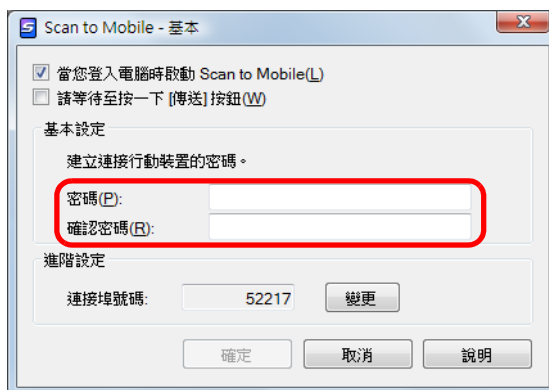 Scan to Mobile - 基本
當您登入電腦時啟動 Scan to Mobile(L)
請等待至按一下 [傳送] 按鈕(W)
基本設定
建立連接行動裝置的密碼。
密碼(P):
確認密碼(R):
進階設定
連接埠號碼: 52217 變更
確定 取消 說明